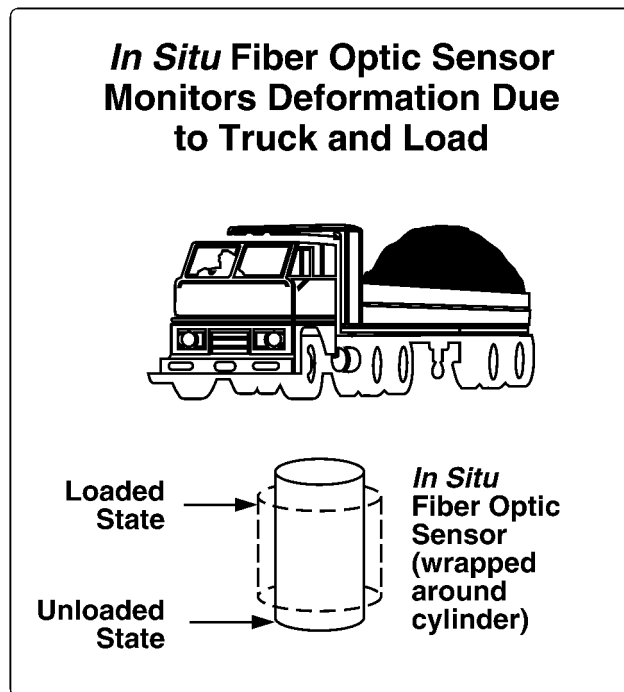 In Situ Fiber Optic Sensor
Monitors Deformation Due
to Truck and Load
Loaded
State
Unloaded
State
In Situ
Fiber Optic
Sensor
(wrapped
around
cylinder)